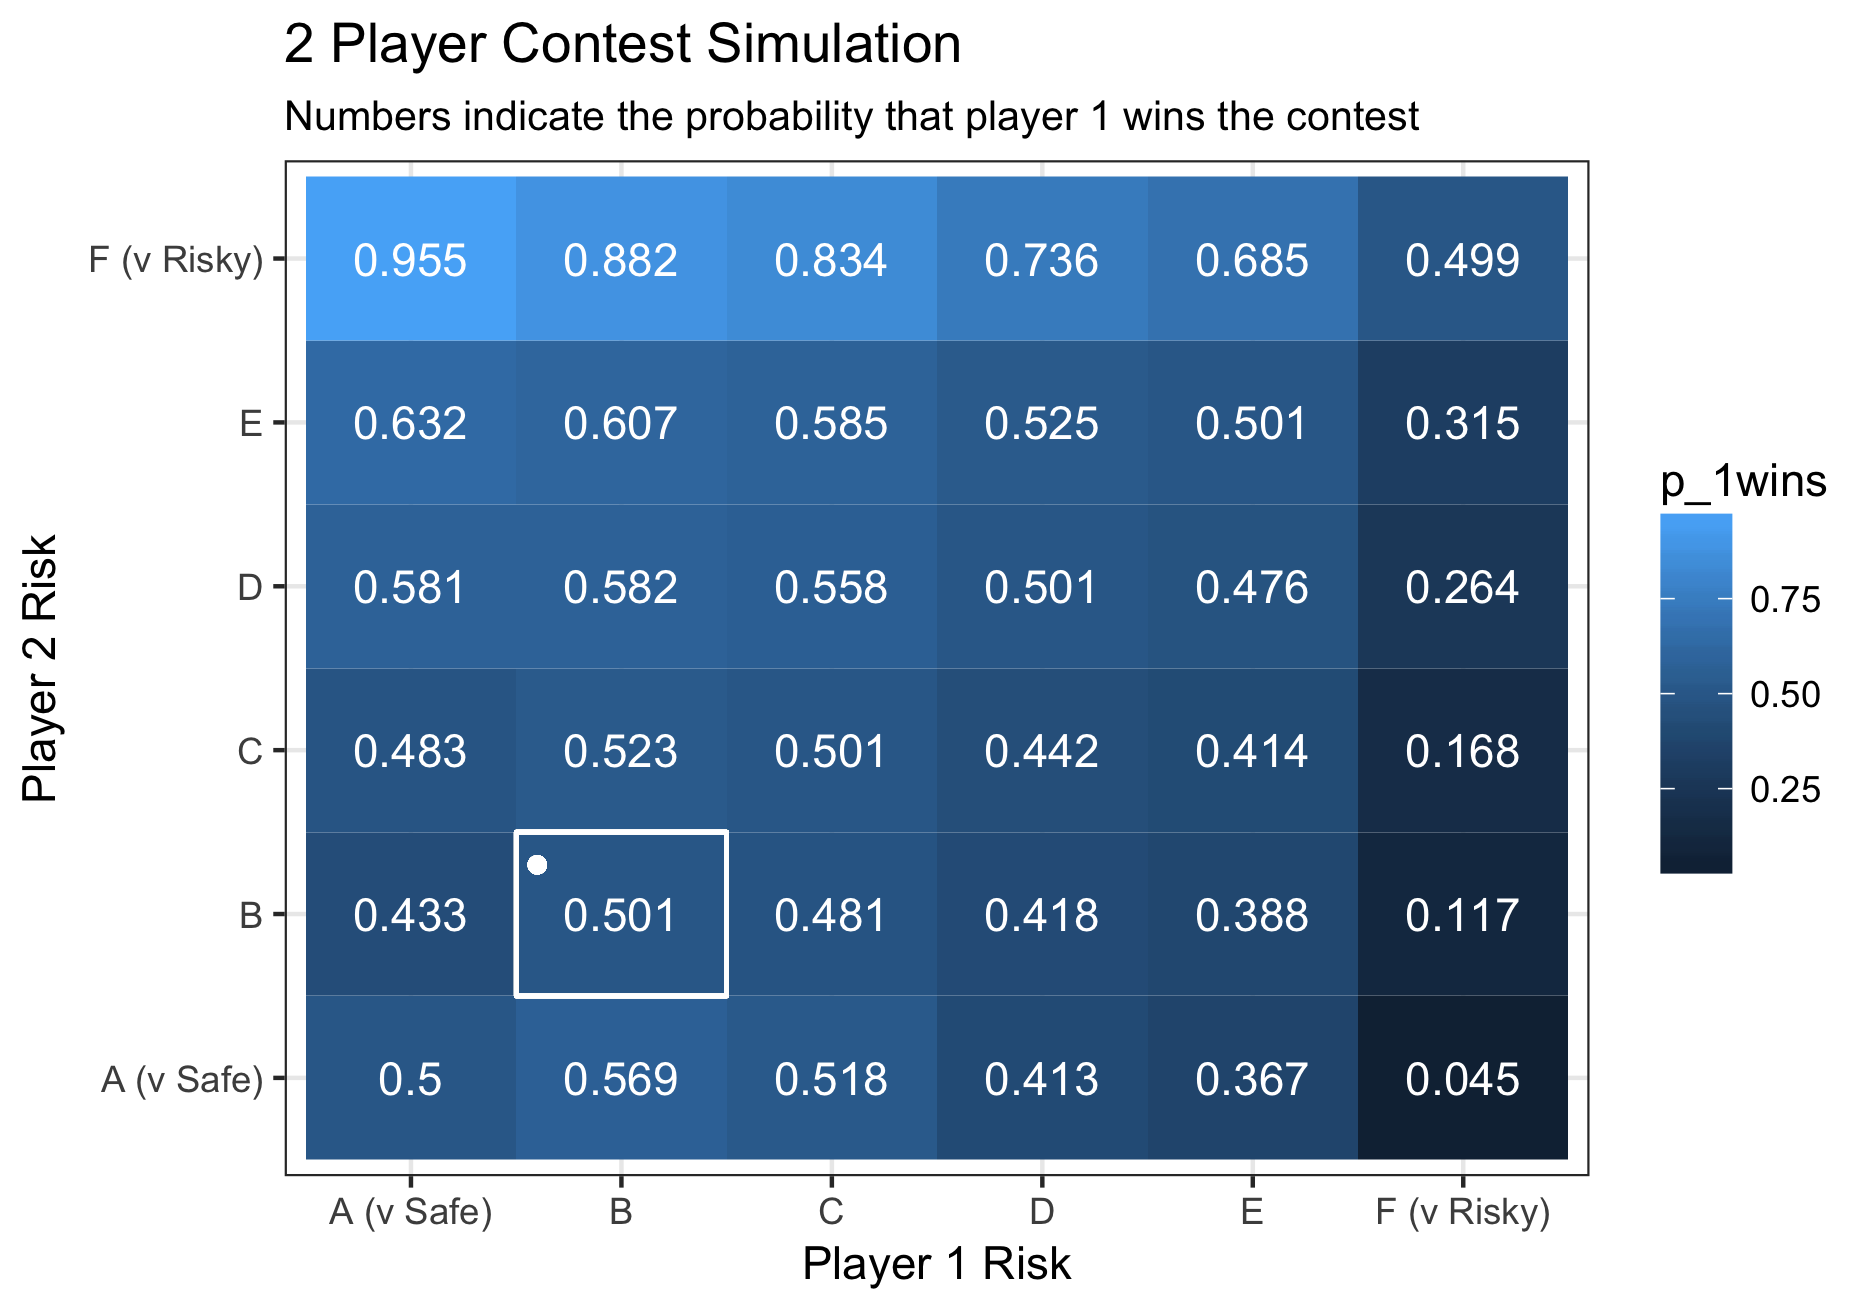 2 Player Contest Simulation
Numbers indicate the probability that player 1 wins the contest
Player 2 Risk
F (v Risky) 0.955 0.882 0.834 0.736 0.685 0.499
E 0.632 0.607 0.585 0.525 0.501 0.315
D 0.581 0.582 0.558 0.501 0.476 0.264
C 0.483 0.523 0.501 0.442 0.414 0.168
B 0.433 0.501 0.481 0.418 0.388 0.117
A (v Safe) 0.5 0.569 0.518 0.413 0.367 0.045
A (v Safe) B C D E F (v Risky)
Player 1 Risk
p_1wins
0.75
0.50
0.25